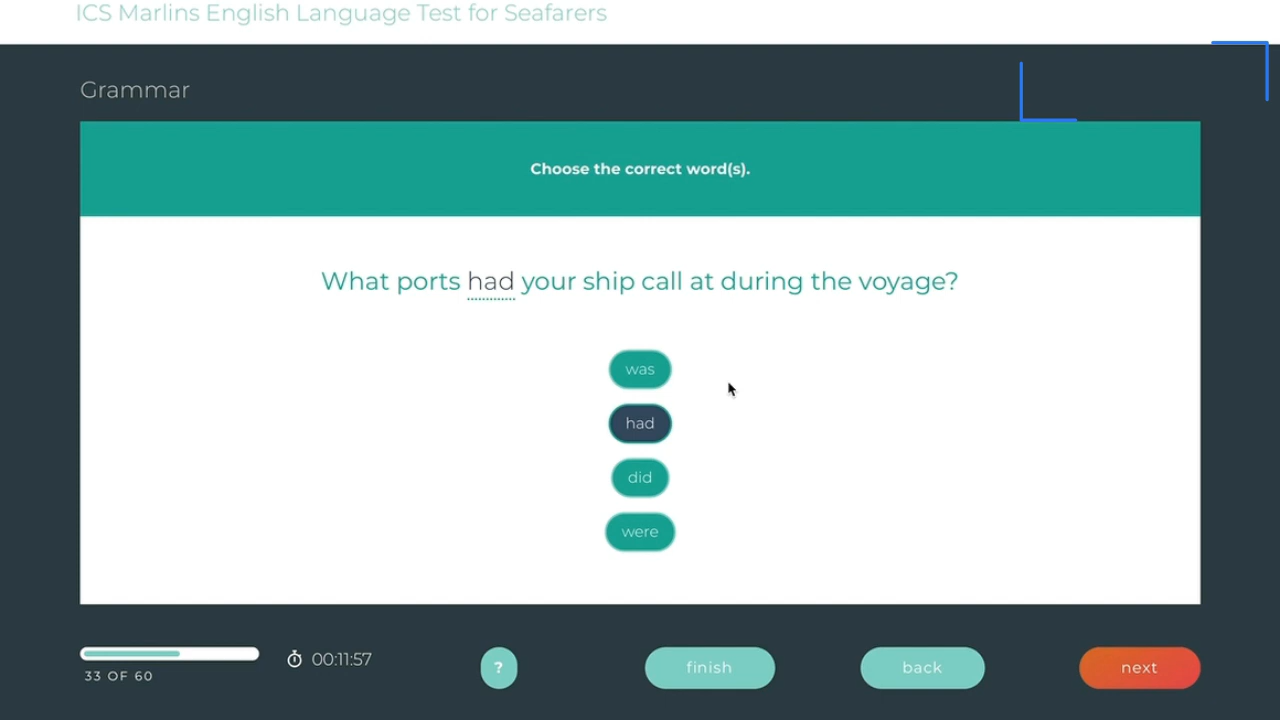 ICS Marlins English Language Test for Seafarers
Grammar
Choose the correct word(s).
What ports had your ship call at during the voyage?
was
had
did
were
33 OF 60
00:11:57
?
finish
back
next